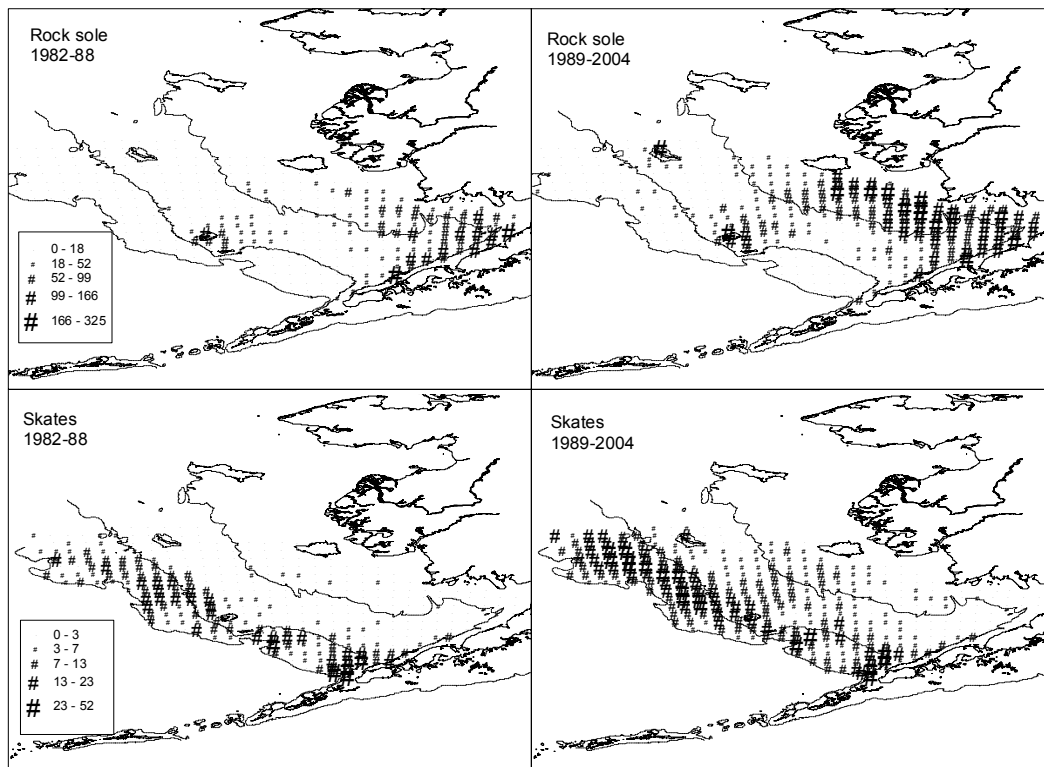 Rock sole
1982-88
0 - 18
# 18 - 52
# 52 - 99
# 99 - 166
# 166 - 325
Rock sole
1989-2004
Skates
1982-88
0 - 3
# 3 - 7
# 7 - 13
# 13 - 23
# 23 - 52
Skates
1989-2004